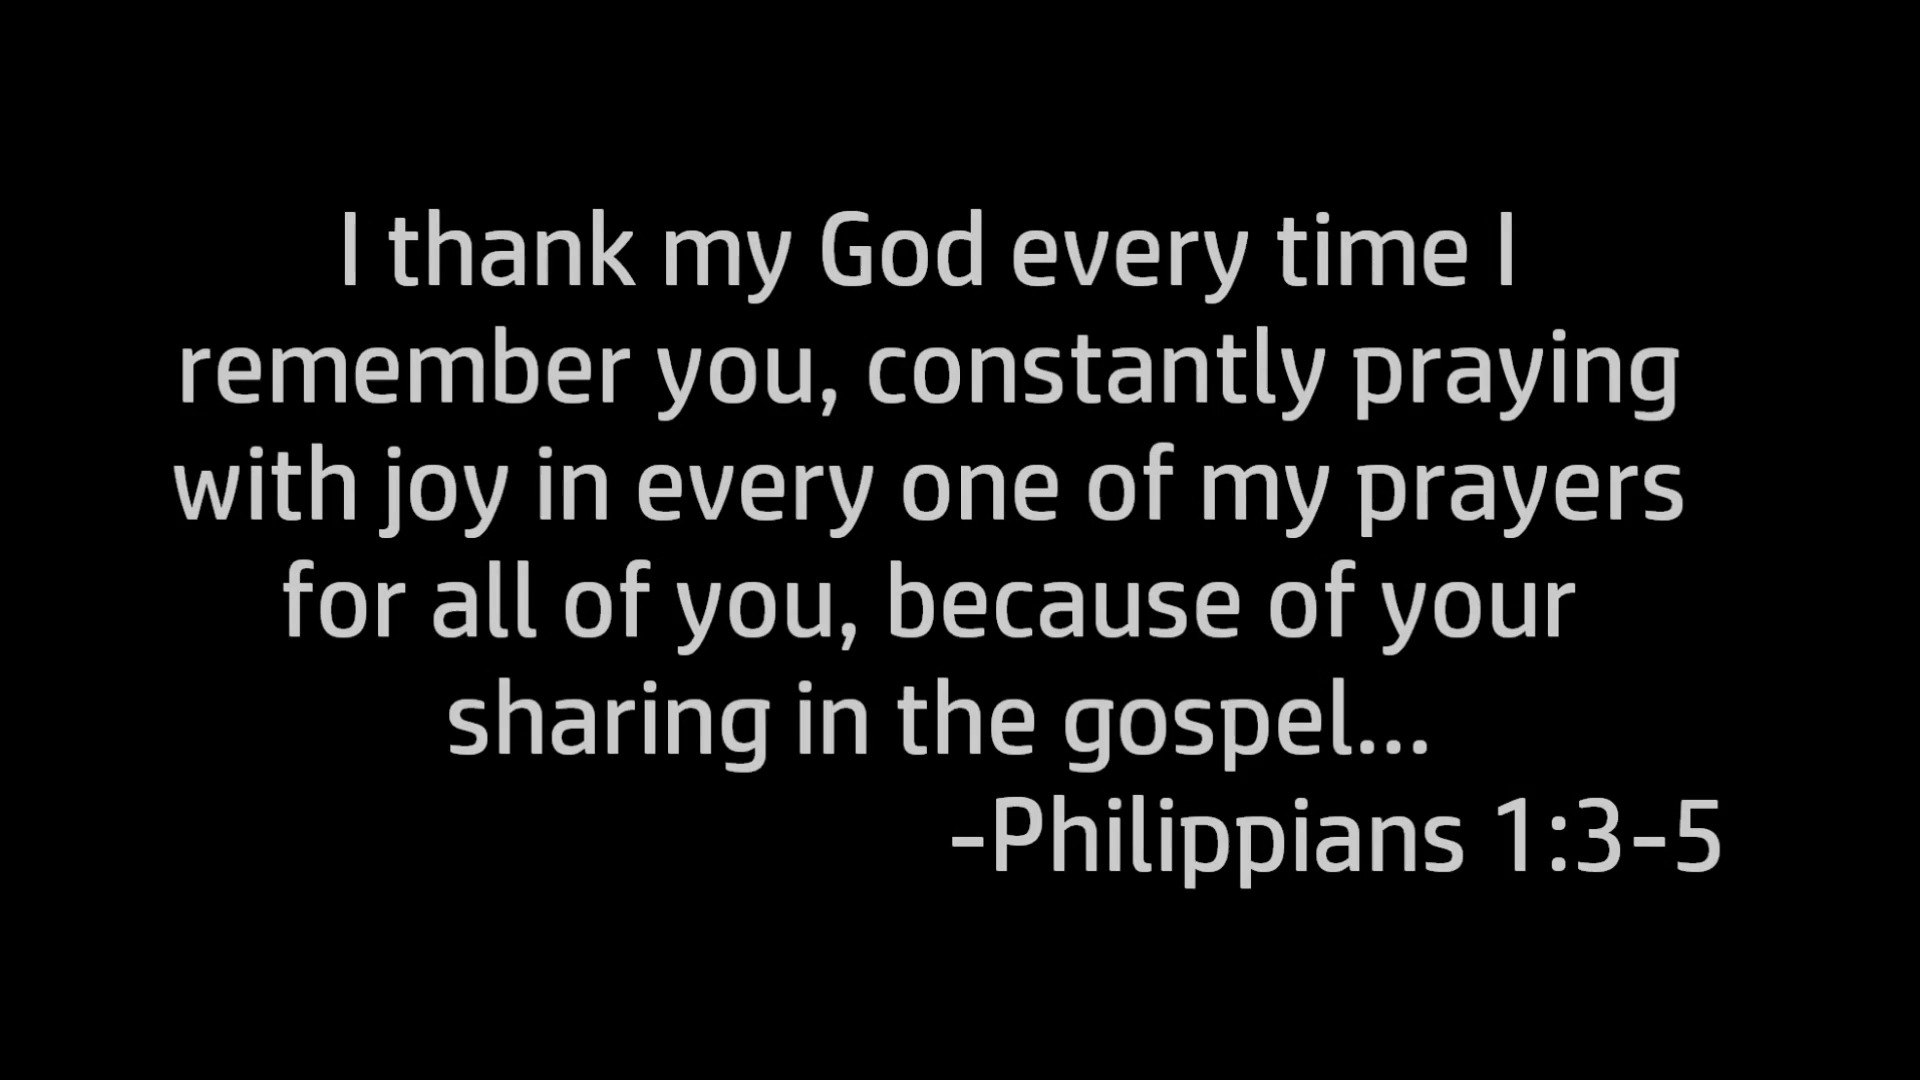 I thank my God every time I
remember you, constantly praying
with joy in every one of my prayers
for all of you, because of your
sharing in the gospel...
-Philippians 1:3-5